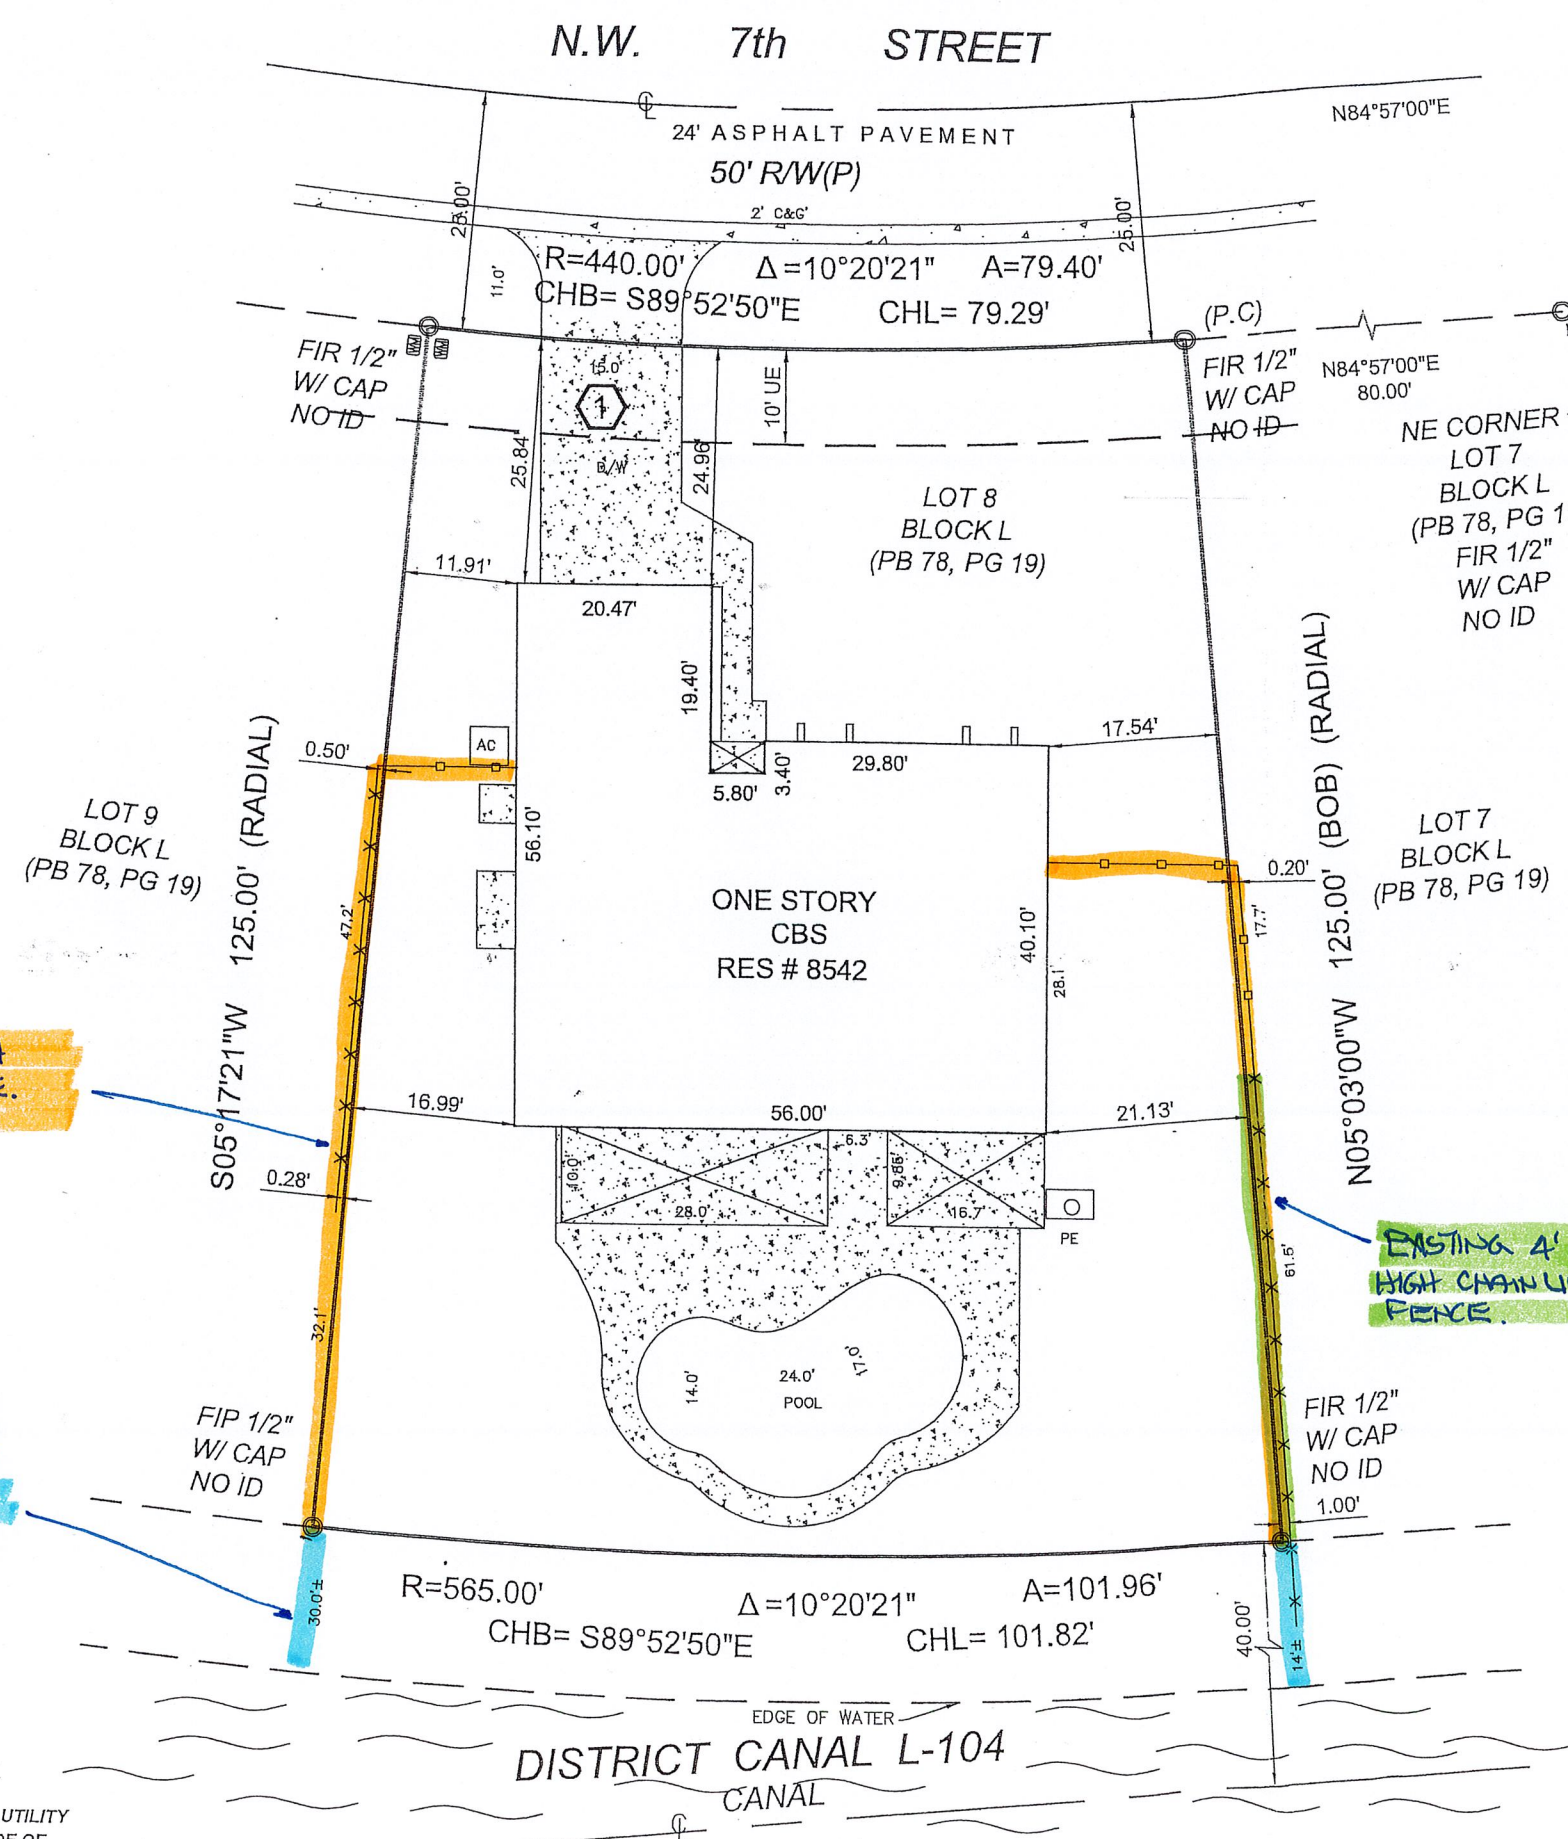 N.W. 7th STREET
N84°57'00"E
℄
24' ASPHALT PAVEMENT
50' R/W(P)
2' C&G'
25.00'
25.00'
11.0'
R=440.00' Δ=10°20'21" A=79.40'
CHB= S89°52'50"E CHL= 79.29'
(P.C)
FIR 1/2"
W/ CAP
NO ID
FIR 1/2"
W/ CAP
NO ID
N84°57'00"E
80.00'
15.0'
1
10' UE
D/W
25.84'
24.96'
NE CORNER
LOT 7
BLOCK L
(PB 78, PG 1
FIR 1/2"
W/ CAP
NO ID
LOT 8
BLOCK L
(PB 78, PG 19)
11.91'
20.47'
19.40'
AC
0.50'
17.54'
29.80'
3.40'
5.80'
56.10'
LOT 9
BLOCK L
(PB 78, PG 19)
S05°17'21"W 125.00' (RADIAL)
N05°03'00"W 125.00' (BOB) (RADIAL)
LOT 7
BLOCK L
(PB 78, PG 19)
0.20'
17.7'
47.2'
ONE STORY
CBS
RES # 8542
40.10'
28.1'
16.99'
56.00'
21.13'
0.28'
10.0'
28.0'
6.3'
9.86'
16.7'
PE
EXISTING 4'
HIGH CHAIN LI
FENCE.
61.5'
32.1'
14.0'
24.0'
POOL
17.0'
FIP 1/2"
W/ CAP
NO ID
FIR 1/2"
W/ CAP
NO ID
1.00'
30.0'±
R=565.00' Δ=10°20'21" A=101.96'
CHB= S89°52'50"E CHL= 101.82'
40.00'
14'±
EDGE OF WATER
DISTRICT CANAL L-104
CANAL
℄
UTILITY